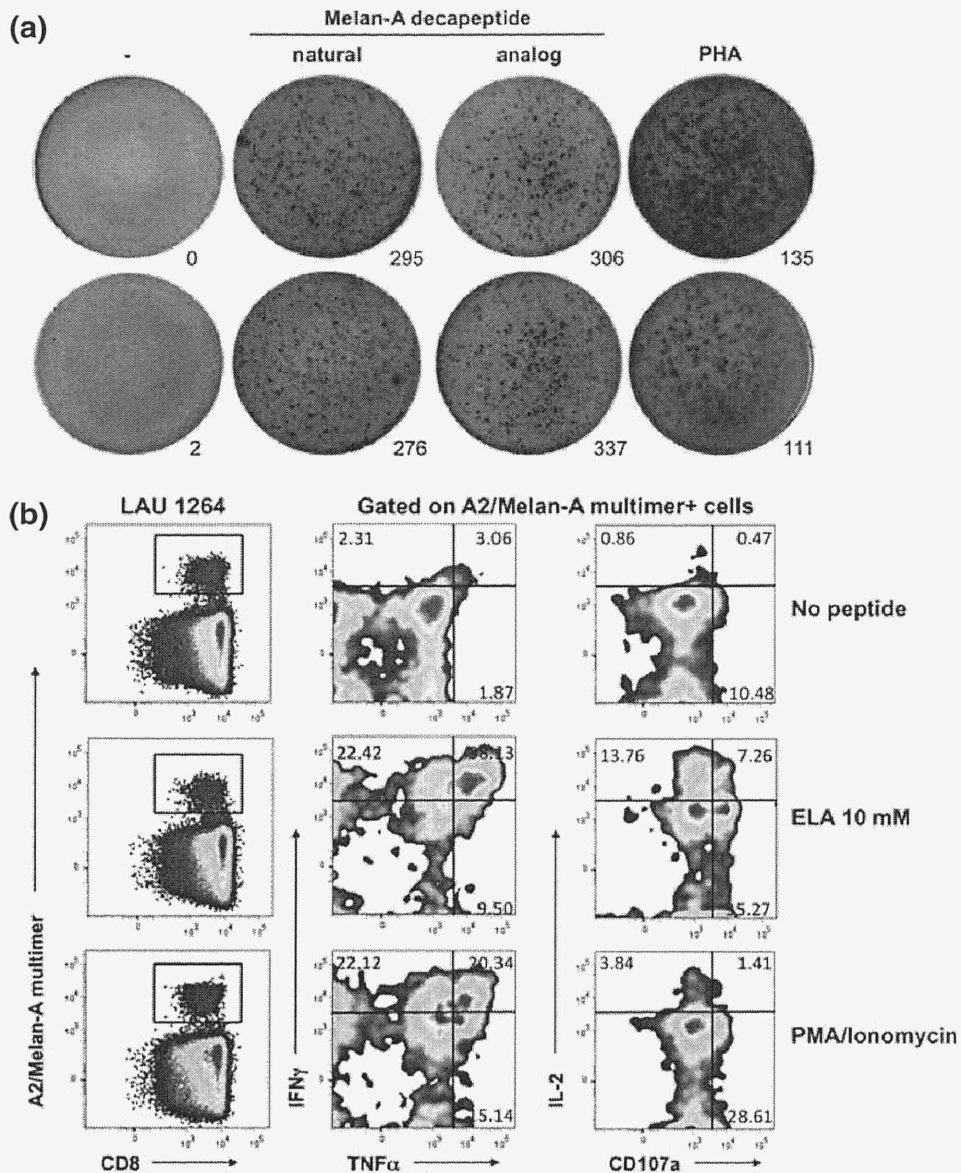 (a)
Melan-A decapeptide
- natural analog PHA
0 295 306 135
2 276 337 111
(b)
LAU 1264 Gated on A2/Melan-A multimer+ cells
2.31 3.06 0.86 0.47
No peptide
1.87 10.48
22.42 13.76 7.26
ELA 10 mM
9.50
22.12 20.34 3.84 1.41
PMA/Ionomycin
28.61
A2/Melan-A multimer
IFNγ
IL-2
CD8 TNFα CD107a